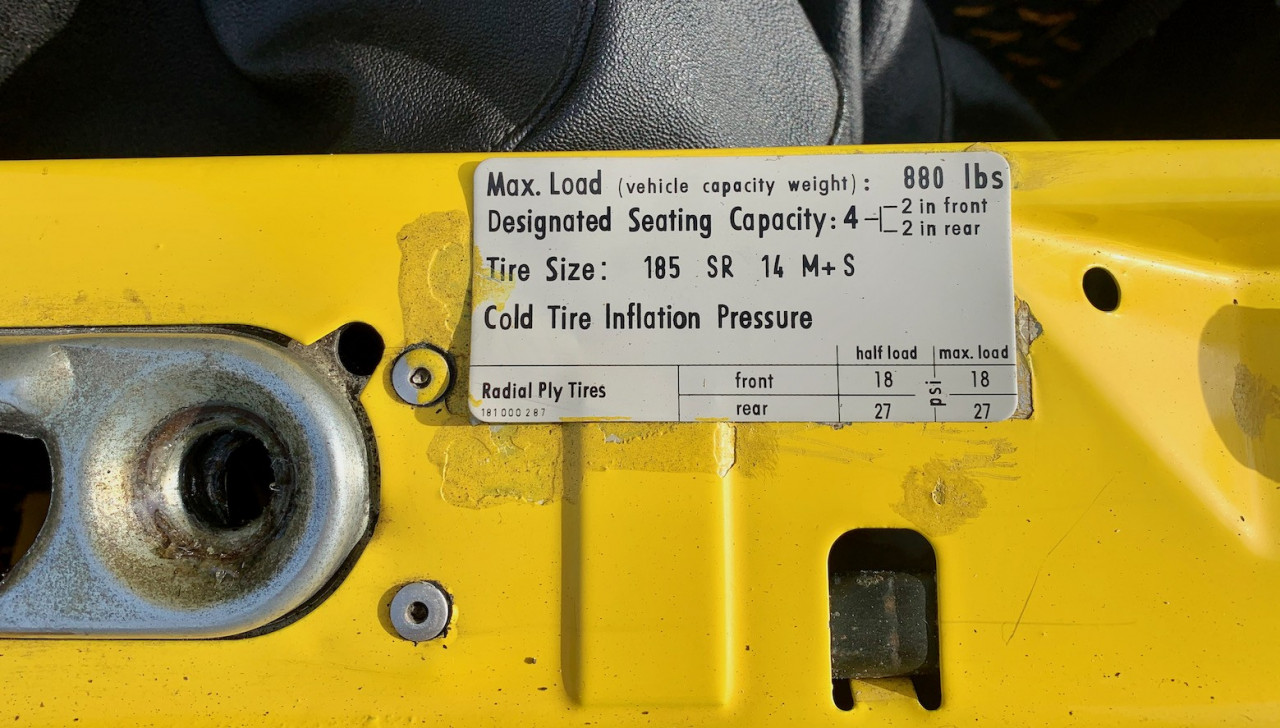 Max. Load (vehicle capacity weight): 880 lbs
Designated Seating Capacity: 4 2 in front
2 in rear
Tire Size: 185 SR 14 M+S
Cold Tire Inflation Pressure
half load max. load
Radial Ply Tires front 18 psi 18
181 000 287 rear 27 27